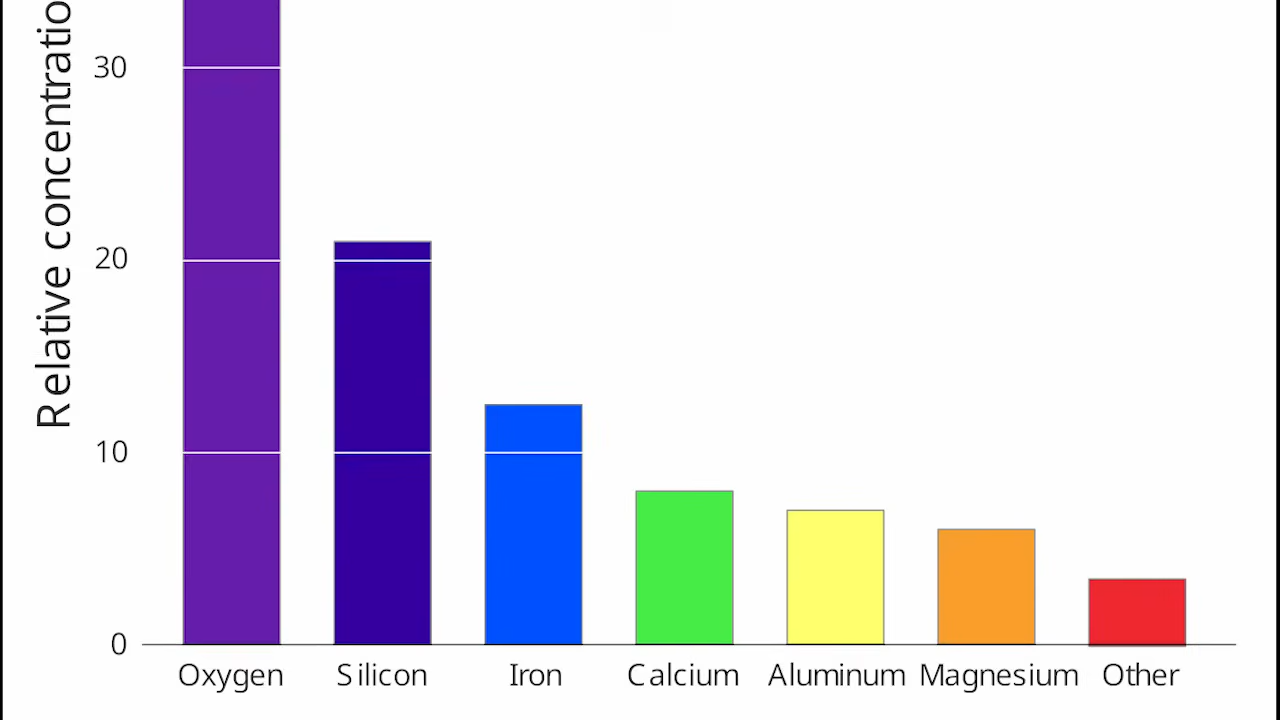 Relative concentratio
30
20
10
0
Oxygen Silicon Iron Calcium Aluminum Magnesium Other